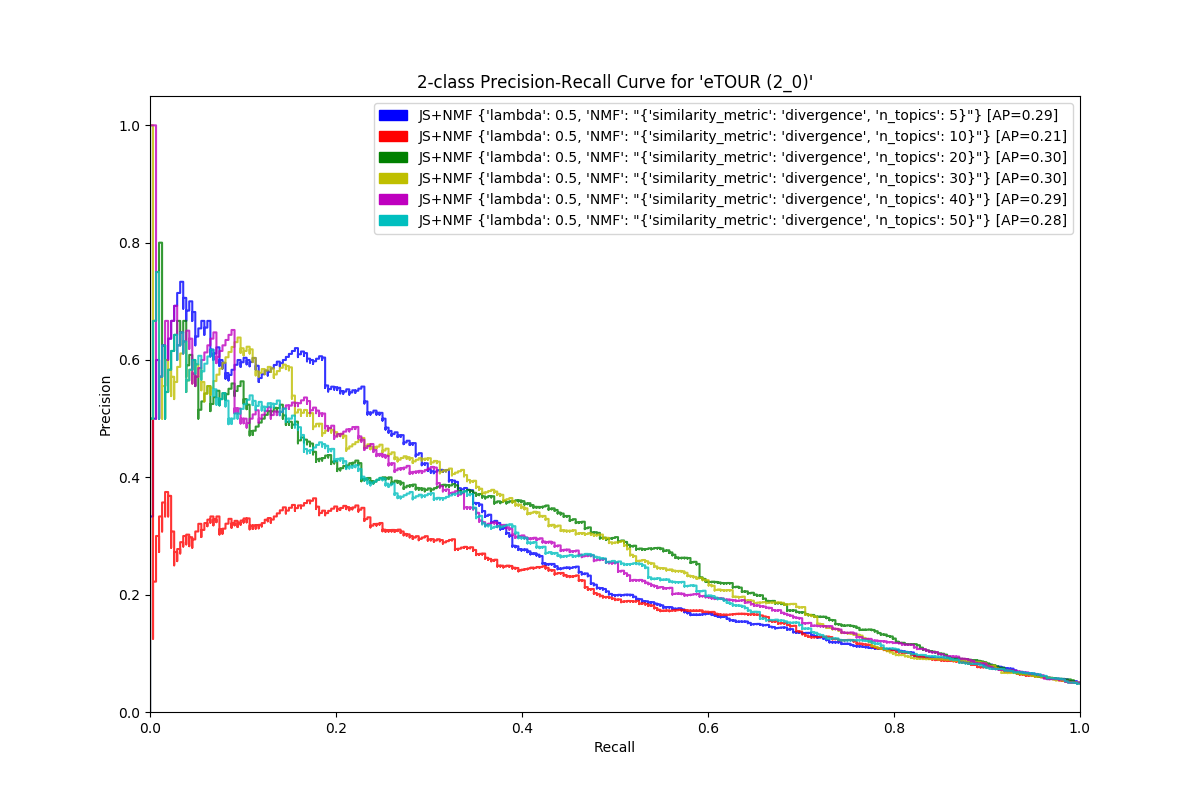 2-class Precision-Recall Curve for 'eTOUR (2_0)'
JS+NMF {'lambda': 0.5, 'NMF': "{'similarity_metric': 'divergence', 'n_topics': 5}"} [AP=0.29]
JS+NMF {'lambda': 0.5, 'NMF': "{'similarity_metric': 'divergence', 'n_topics': 10}"} [AP=0.21]
JS+NMF {'lambda': 0.5, 'NMF': "{'similarity_metric': 'divergence', 'n_topics': 20}"} [AP=0.30]
JS+NMF {'lambda': 0.5, 'NMF': "{'similarity_metric': 'divergence', 'n_topics': 30}"} [AP=0.30]
JS+NMF {'lambda': 0.5, 'NMF': "{'similarity_metric': 'divergence', 'n_topics': 40}"} [AP=0.29]
JS+NMF {'lambda': 0.5, 'NMF': "{'similarity_metric': 'divergence', 'n_topics': 50}"} [AP=0.28]
1.0
0.8
0.6
0.4
0.2
0.0
Precision
0.0 0.2 0.4 0.6 0.8 1.0
Recall